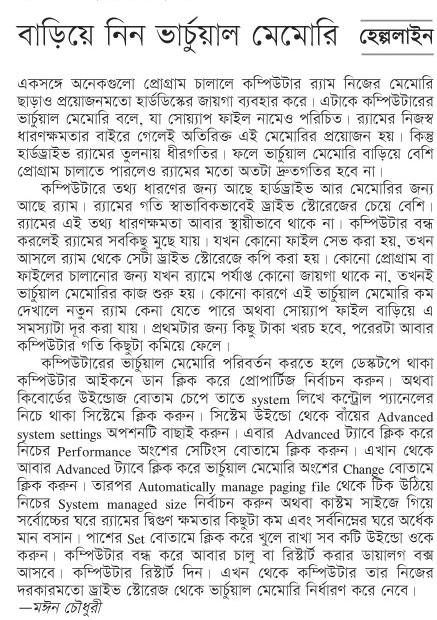 বাড়িয়ে নিন ভার্চুয়াল মেমোরি হেল্পলাইন
একসঙ্গে অনেকগুলো প্রোগ্রাম চালালে কম্পিউটার র‍্যাম নিজের মেমোরি
ছাড়াও প্রয়োজনমতো হার্ডডিস্কের জায়গা ব্যবহার করে। এটাকে কম্পিউটারের
ভার্চুয়াল মেমোরি বলে, যা সোয়্যাপ ফাইল নামেও পরিচিত। র‍্যামের নিজস্ব
ধারণক্ষমতার বাইরে গেলেই অতিরিক্ত এই মেমোরির প্রয়োজন হয়। কিন্তু
হার্ডড্রাইভ র‍্যামের তুলনায় ধীরগতির। ফলে ভার্চুয়াল মেমোরি বাড়িয়ে বেশি
প্রোগ্রাম চালাতে পারলেও র‍্যামের মতো অতটা দ্রুতগতির হবে না।
কম্পিউটারে তথ্য ধারণের জন্য আছে হার্ডড্রাইভ আর মেমোরির জন্য
আছে র‍্যাম। র‍্যামের গতি স্বাভাবিকভাবেই ড্রাইভ স্টোরেজের চেয়ে বেশি।
র‍্যামের এই তথ্য ধারণক্ষমতা আবার স্থায়ীভাবে থাকে না। কম্পিউটার বন্ধ
করলেই র‍্যামের সবকিছু মুছে যায়। যখন কোনো ফাইল সেভ করা হয়, তখন
আসলে র‍্যাম থেকে সেটা ড্রাইভ স্টোরেজে কপি করা হয়। কোনো প্রোগ্রাম বা
ফাইলের চালানোর জন্য যখন র‍্যামে পর্যাপ্ত কোনো জায়গা থাকে না, তখনই
ভার্চুয়াল মেমোরির কাজ শুরু হয়। কোনো কারণে এই ভার্চুয়াল মেমোরি কম
দেখালে নতুন র‍্যাম কেনা যেতে পারে অথবা সোয়্যাপ ফাইল বাড়িয়ে এ
সমস্যাটা দূর করা যায়। প্রথমটার জন্য কিছু টাকা খরচ হবে, পরেরটা আবার
কম্পিউটার গতি কিছুটা কমিয়ে ফেলে।
কম্পিউটারের ভার্চুয়াল মেমোরি পরিবর্তন করতে হলে ডেস্কটপে থাকা
কম্পিউটার আইকনে ডান ক্লিক করে প্রোপার্টিজ নির্বাচন করুন। অথবা
কিবোর্ডের উইন্ডোজ বোতাম চেপে তাতে system লিখে কন্ট্রোল প্যানেলের
নিচে থাকা সিস্টেমে ক্লিক করুন। সিস্টেম উইন্ডো থেকে বাঁয়ের Advanced
system settings অপশনটি বাছাই করুন। এবার Advanced ট্যাবে ক্লিক করে
নিচের Performance অংশের সেটিংস বোতামে ক্লিক করুন। এখান থেকে
আবার Advanced ট্যাবে ক্লিক করে ভার্চুয়াল মেমোরি অংশের Change বোতামে
ক্লিক করুন। তারপর Automatically manage paging file থেকে টিক উঠিয়ে
নিচের System managed size নির্বাচন করুন অথবা কাস্টম সাইজে গিয়ে
সর্বোচ্চের ঘরে র‍্যামের দ্বিগুণ ক্ষমতার কিছুটা কম এবং সর্বনিম্নের ঘরে অর্ধেক
মান বসান। পাশের Set বোতামে ক্লিক করে খুলে রাখা সব কটি উইন্ডো ওকে
করুন। কম্পিউটার বন্ধ করে আবার চালু বা রিস্টার্ট করার ডায়ালগ বক্স
আসবে। কম্পিউটার রিস্টার্ট দিন। এখন থেকে কম্পিউটার তার নিজের
দরকারমতো ড্রাইভ স্টোরেজ থেকে ভার্চুয়াল মেমোরি নির্ধারণ করে নেবে।
—মঈন চৌধুরী